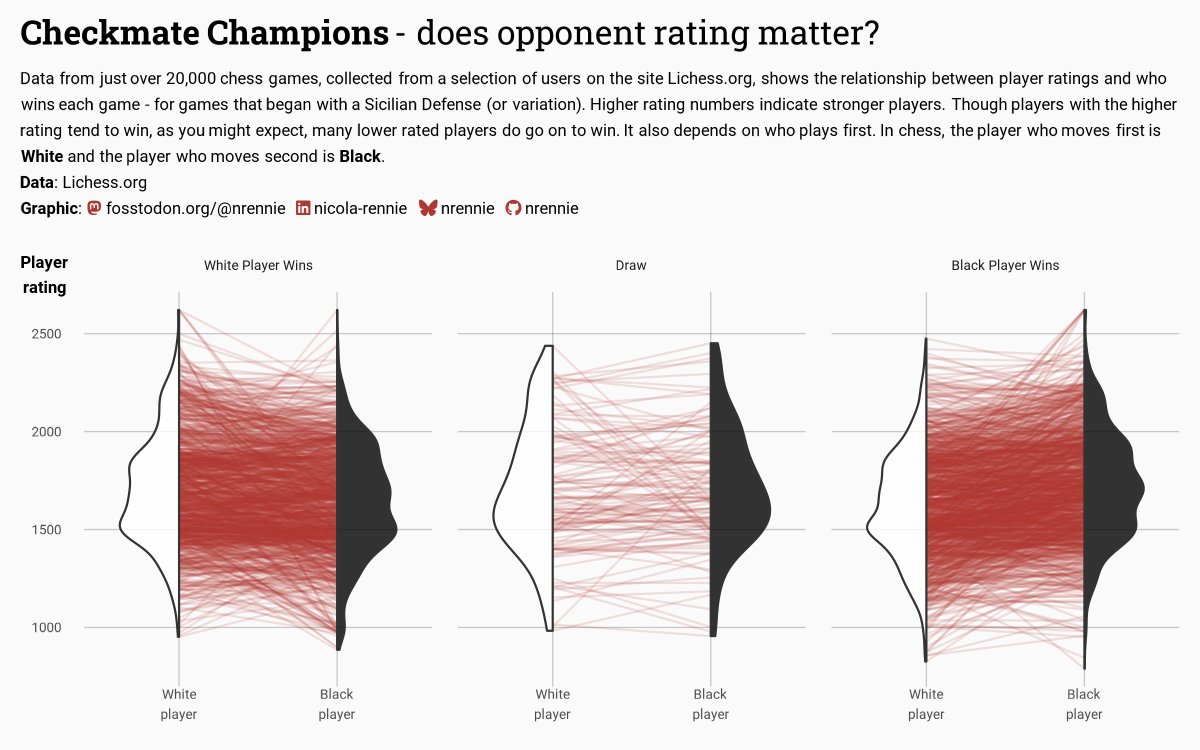 Checkmate Champions - does opponent rating matter?
Data from just over 20,000 chess games, collected from a selection of users on the site Lichess.org, shows the relationship between player ratings and who
wins each game - for games that began with a Sicilian Defense (or variation). Higher rating numbers indicate stronger players. Though players with the higher
rating tend to win, as you might expect, many lower rated players do go on to win. It also depends on who plays first. In chess, the player who moves first is
White and the player who moves second is Black.
Data: Lichess.org
Graphic: fosstodon.org/@nrennie nicola-rennie nrennie nrennie
Player
rating
White Player Wins
Draw
Black Player Wins
2500
2000
1500
1000
White
player
Black
player
White
player
Black
player
White
player
Black
player